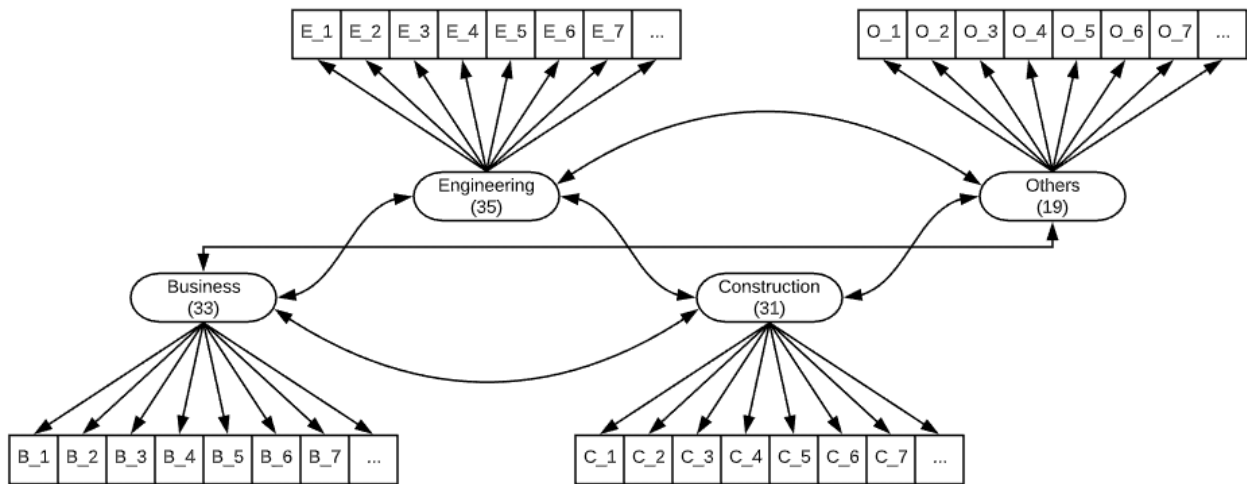 E_1 E_2 E_3 E_4 E_5 E_6 E_7 ...
O_1 O_2 O_3 O_4 O_5 O_6 O_7 ...
Engineering
(35)
Others
(19)
Business
(33)
Construction
(31)
B_1 B_2 B_3 B_4 B_5 B_6 B_7 ...
C_1 C_2 C_3 C_4 C_5 C_6 C_7 ...